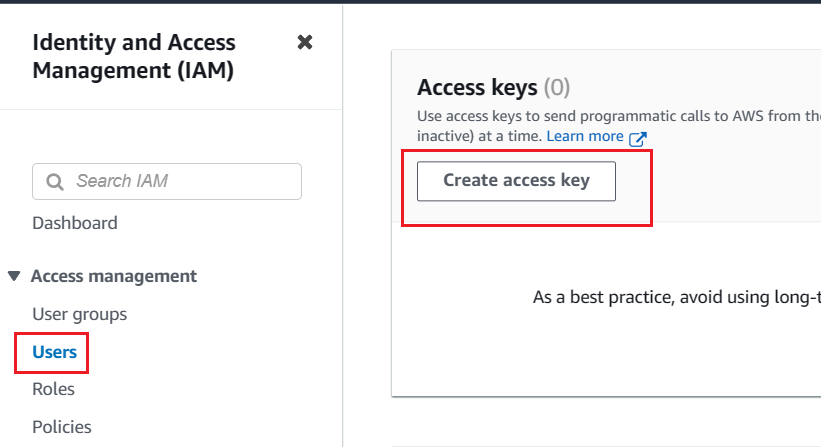 Identity and Access
Management (IAM)
Search IAM
Dashboard
Access management
User groups
Users
Roles
Policies
Access keys (0)
Use access keys to send programmatic calls to AWS from the
inactive) at a time. Learn more
Create access key
As a best practice, avoid using long-t